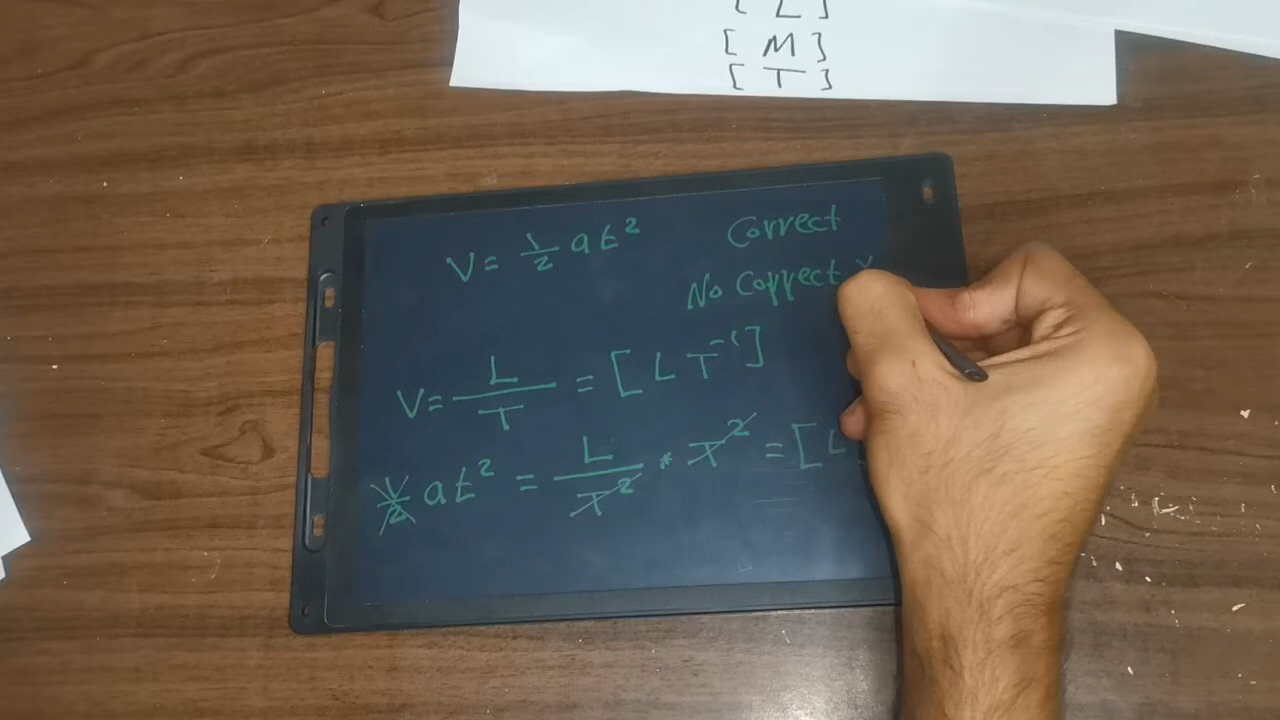 [ L ]
[ M ]
[ T ]
V = 1/2 at² Correct
No Correct
V = L/T = [ L T⁻¹ ]
1/2 at² = L/T² * T² = [ L